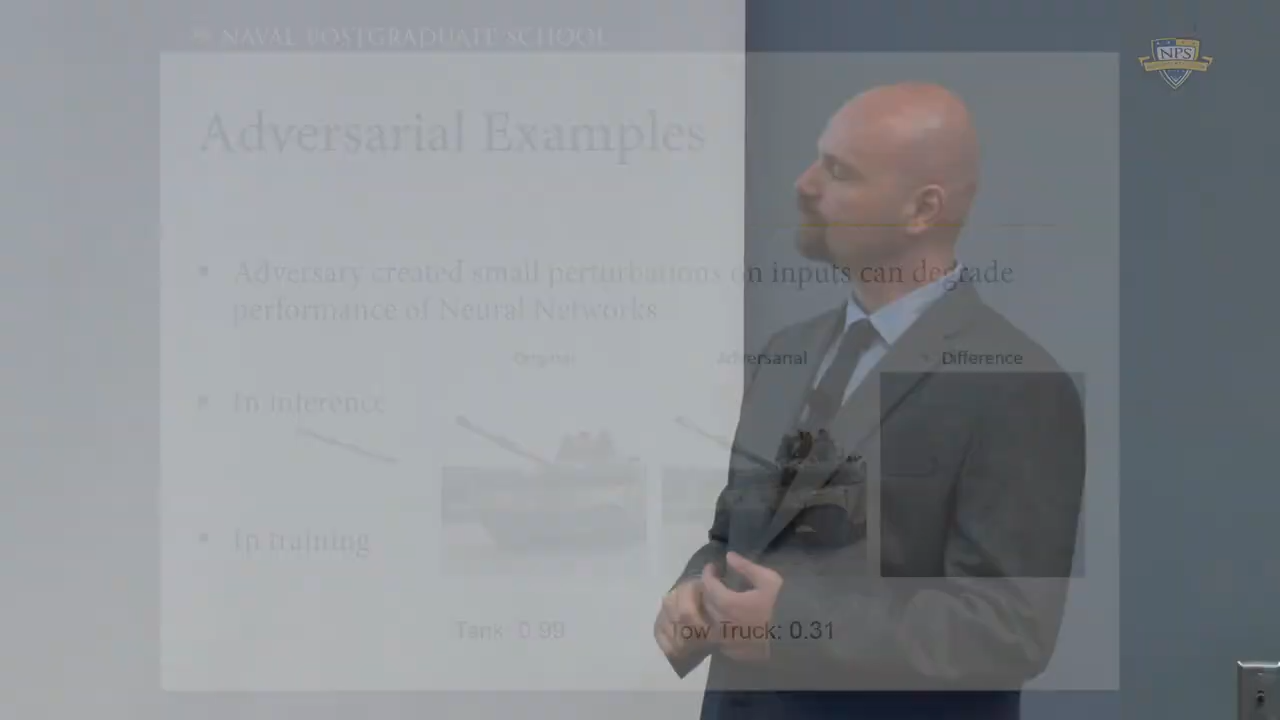 NAVAL POSTGRADUATE SCHOOL
NPS
Adversarial Examples
Adversary created small perturbations on inputs can degrade
performance of Neural Networks
Original Adversarial Difference
In inference
In training
Tank: 0.99 Tow Truck: 0.31